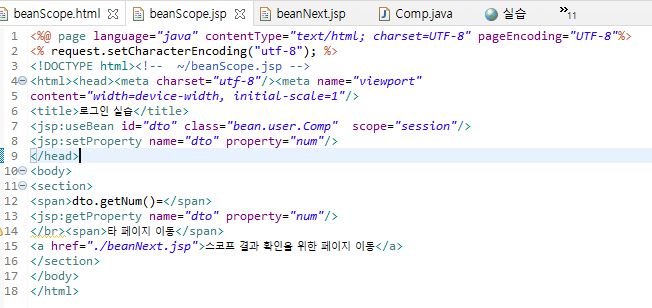 beanScope.html beanScope.jsp beanNext.jsp Comp.java 실습 »11
1 <%@ page language="java" contentType="text/html; charset=UTF-8" pageEncoding="UTF-8"%>
2 <% request.setCharacterEncoding("utf-8"); %>
3 <!DOCTYPE html><!--  ~/beanScope.jsp -->
4 <html><head><meta charset="utf-8"/><meta name="viewport"
5 content="width=device-width, initial-scale=1"/>
6 <title>로그인 실습</title>
7 <jsp:useBean id="dto" class="bean.user.Comp"  scope="session"/>
8 <jsp:setProperty name="dto" property="num"/>
9 </head>
10 <body>
11 <section>
12 <span>dto.getNum()=</span>
13 <jsp:getProperty name="dto" property="num"/>
14 </br><span>타 페이지 이동</span>
15 <a href="./beanNext.jsp">스코프 결과 확인을 위한 페이지 이동</a>
16 </section>
17 </body>
18 </html>